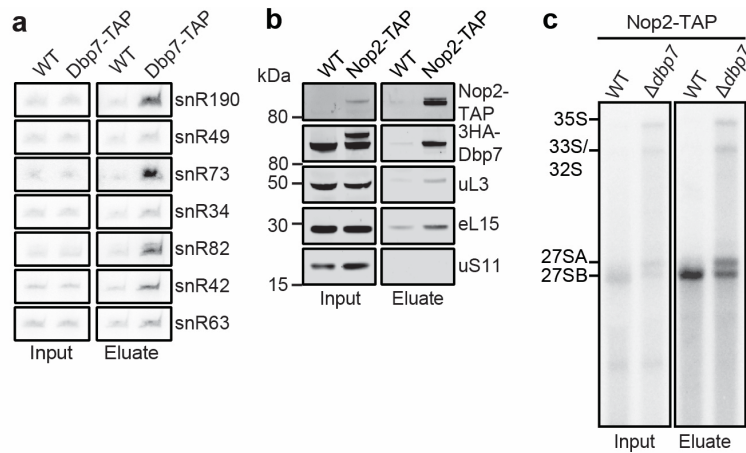 a
WT
Dbp7-TAP
WT
Dbp7-TAP
snR190
snR49
snR73
snR34
snR82
snR42
snR63
Input
Eluate
b
kDa
WT
Nop2-TAP
WT
Nop2-TAP
80
80
50
30
15
Nop2-
TAP
3HA-
Dbp7
uL3
eL15
uS11
Input
Eluate
c
Nop2-TAP
WT
Δdbp7
WT
Δdbp7
35S
33S/
32S
27SA
27SB
Input
Eluate